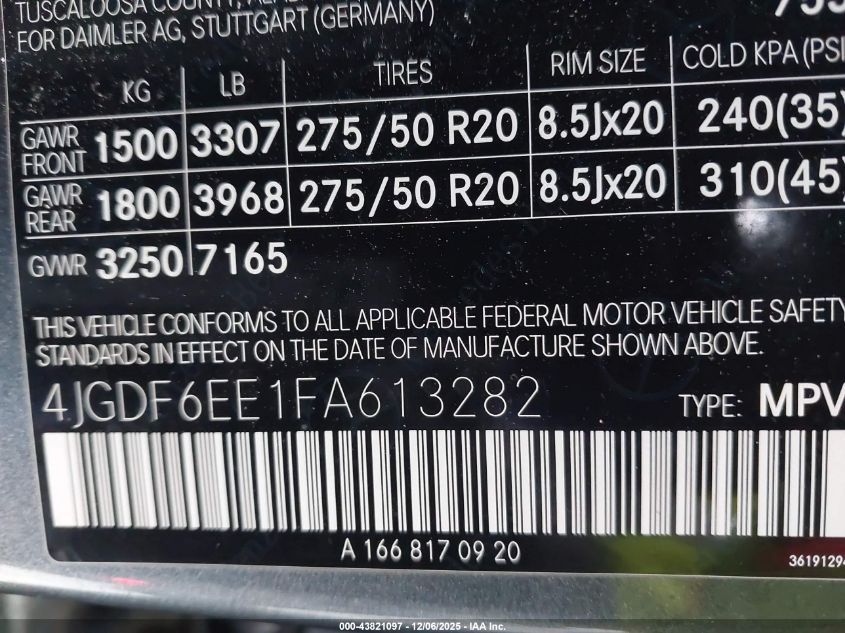 TUSCALOOSA COUNTY,
FOR DAIMLER AG, STUTTGART (GERMANY)
KG LB TIRES RIM SIZE COLD KPA (PSI
GAWR FRONT 1500 3307 275/50 R20 8.5Jx20 240(35)
GAWR REAR 1800 3968 275/50 R20 8.5Jx20 310(45)
GVWR 3250 7165
THIS VEHICLE CONFORMS TO ALL APPLICABLE FEDERAL MOTOR VEHICLE SAFETY
STANDARDS IN EFFECT ON THE DATE OF MANUFACTURE SHOWN ABOVE.
4JGDF6EE1FA613282 TYPE: MPV
A 166 817 09 20
3619129
000-43821097 - 12/06/2025 - IAA Inc.